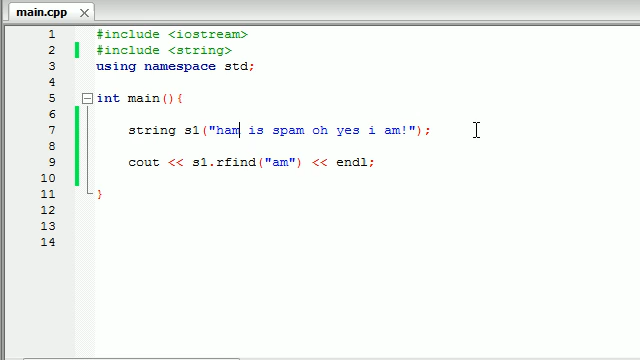 main.cpp
1 #include <iostream>
2 #include <string>
3 using namespace std;
4
5 int main(){
6
7 string s1("ham is spam oh yes i am!");
8
9 cout << s1.rfind("am") << endl;
10
11 }
12
13
14